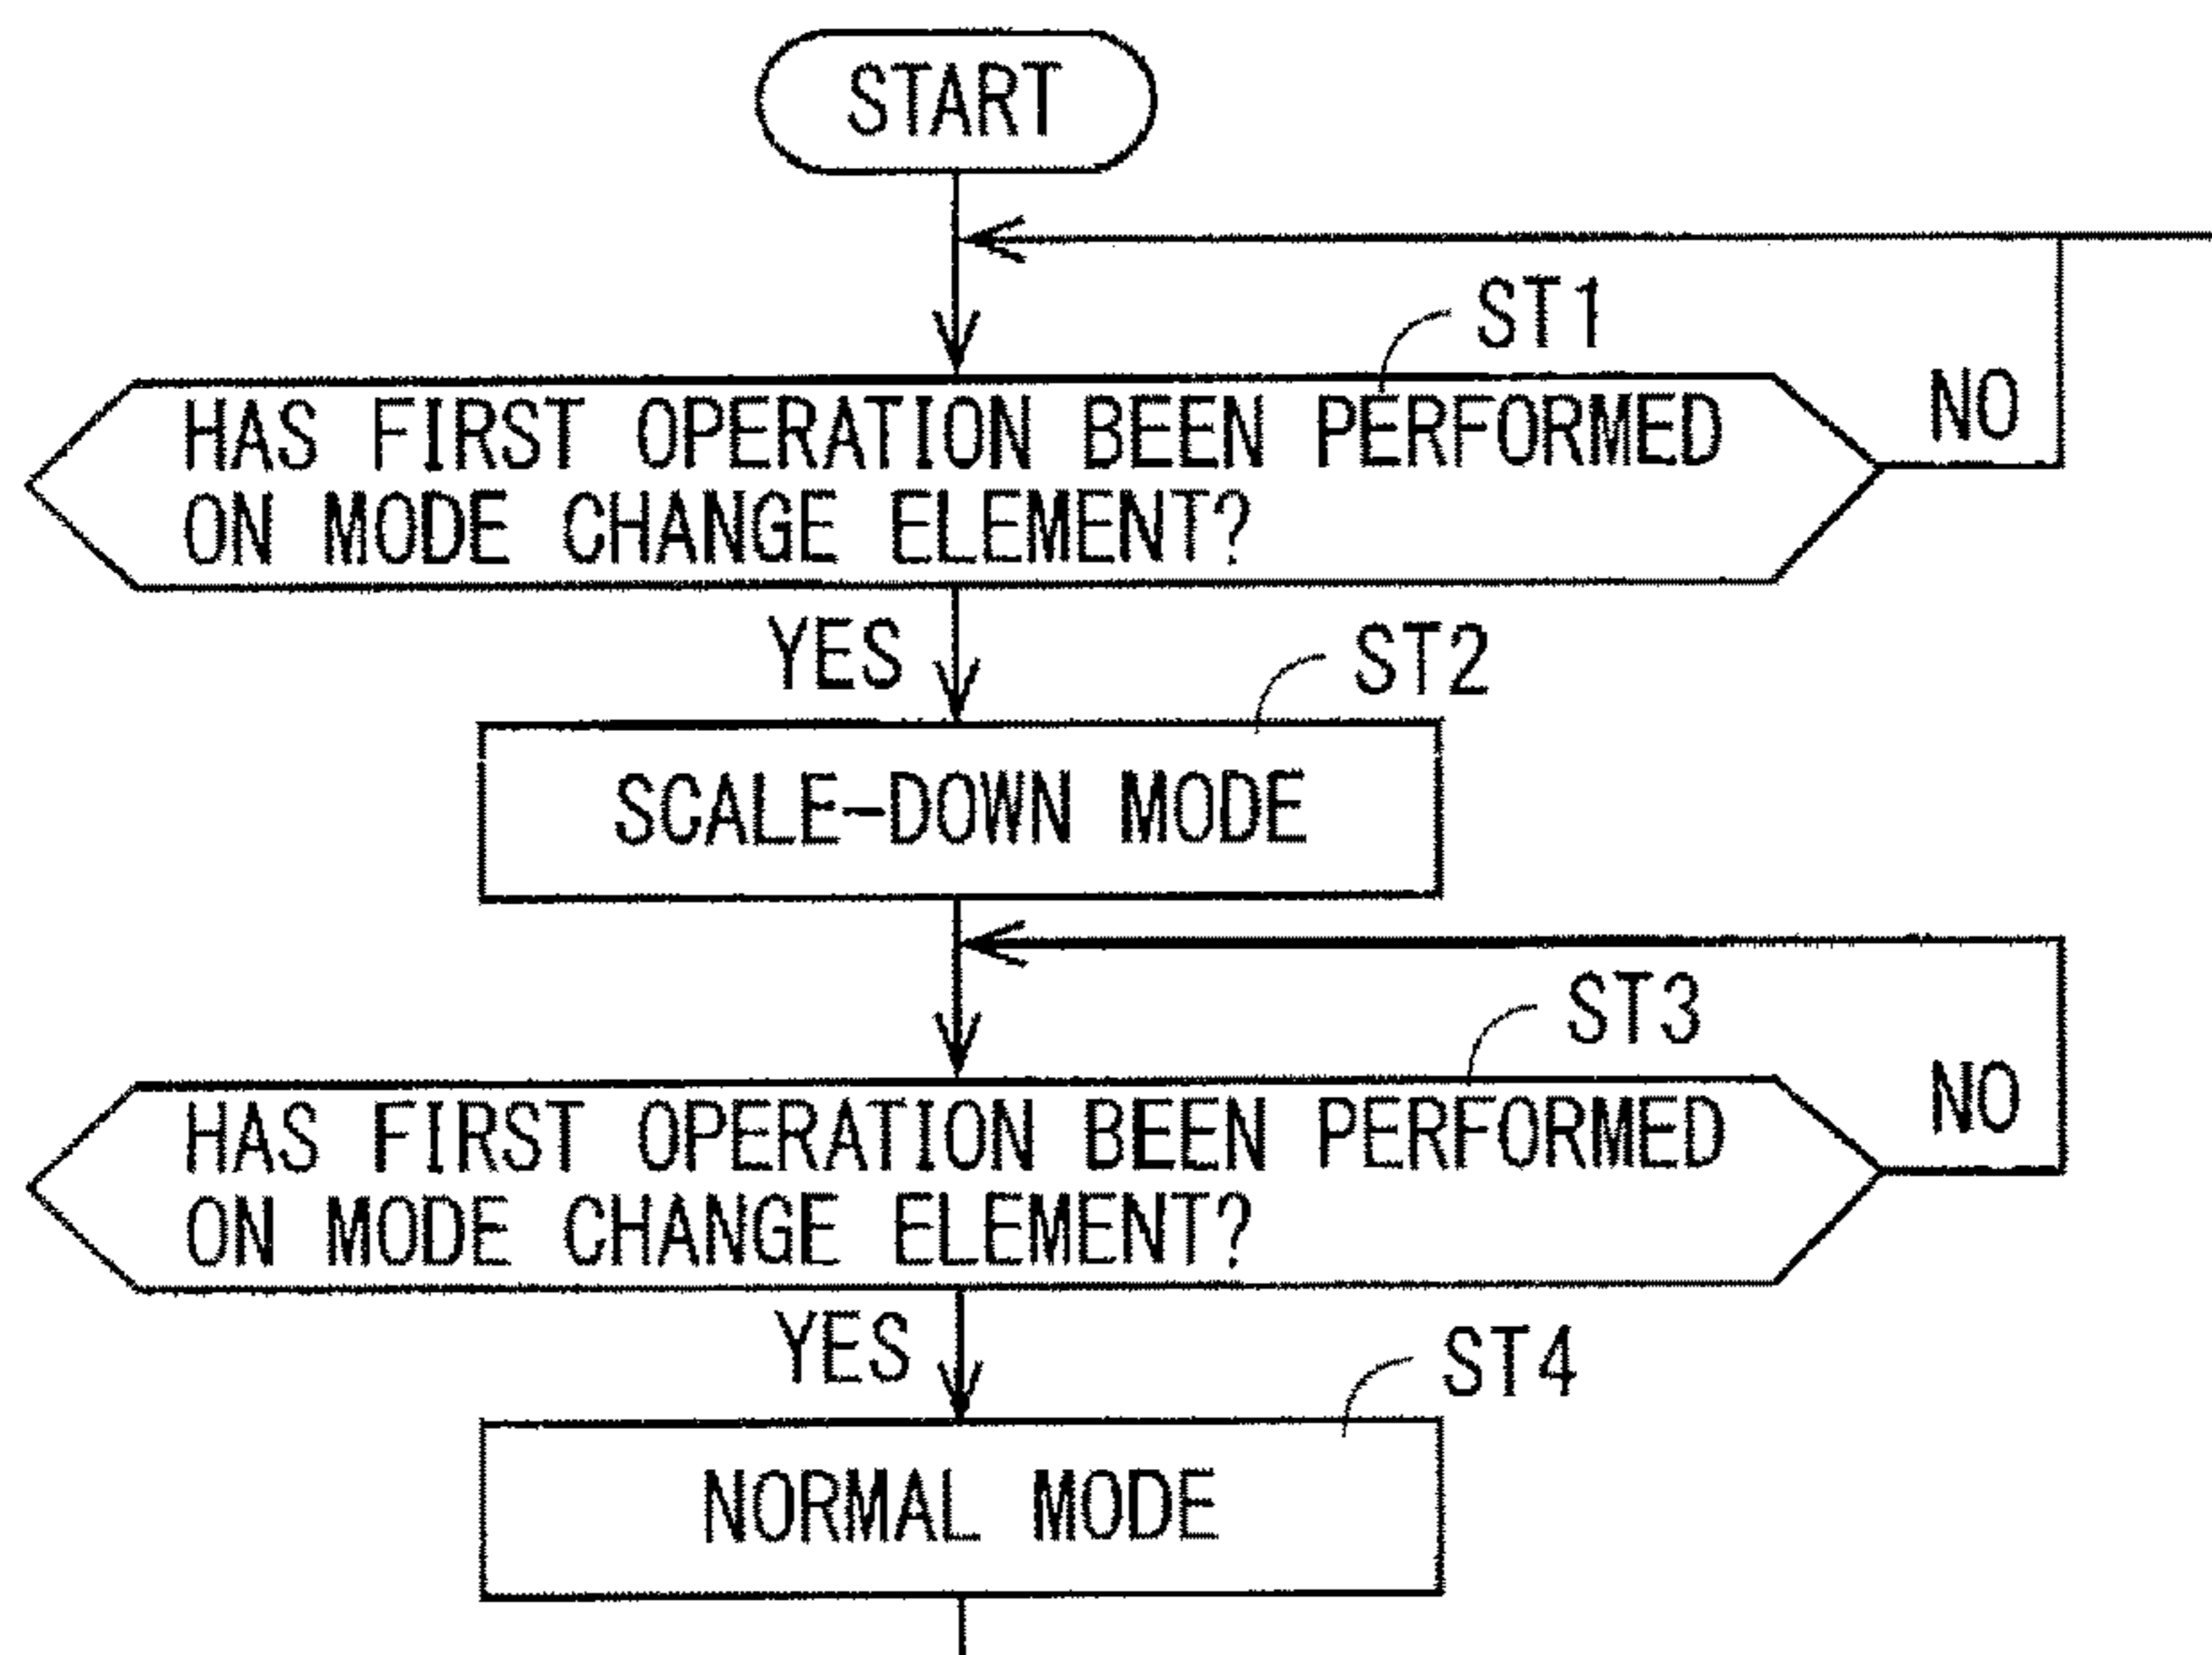 START
ST1
HAS FIRST OPERATION BEEN PERFORMED
ON MODE CHANGE ELEMENT?
NO
YES
ST2
SCALE-DOWN MODE
ST3
HAS FIRST OPERATION BEEN PERFORMED
ON MODE CHANGE ELEMENT?
NO
YES
ST4
NORMAL MODE